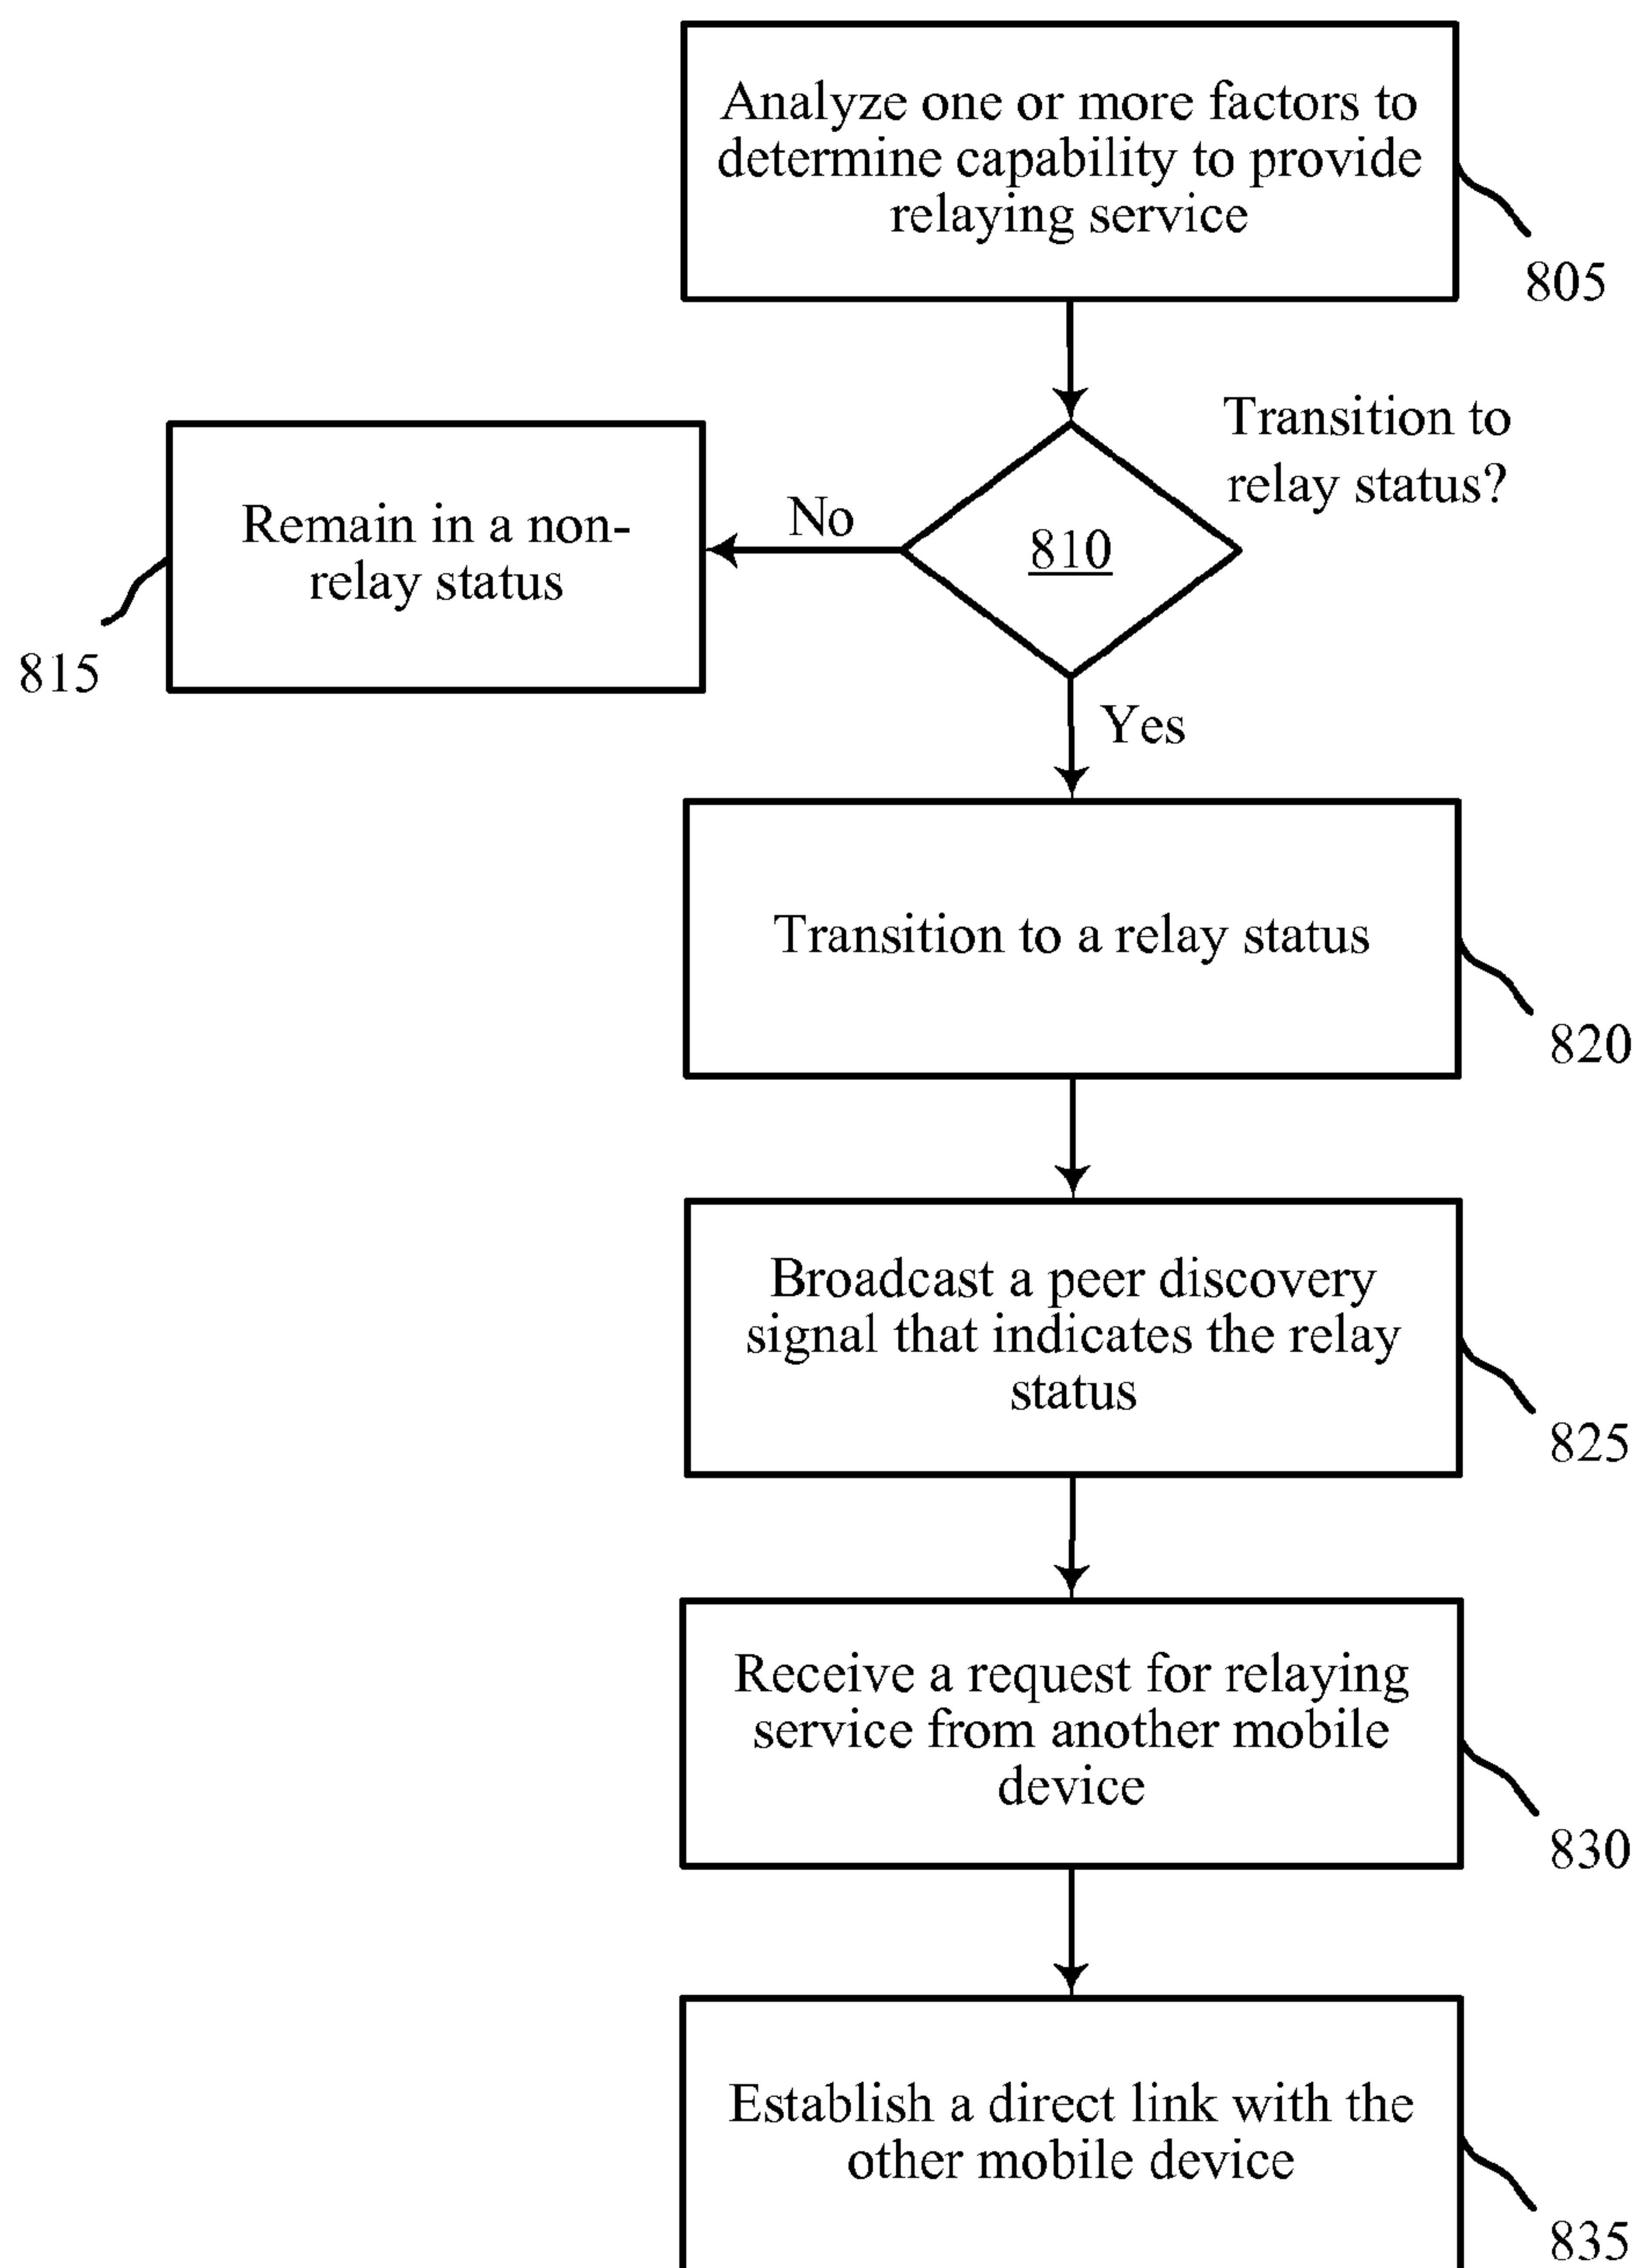 Analyze one or more factors to
determine capability to provide
relaying service
805
Transition to
relay status?
810
No
Remain in a non-
relay status
815
Yes
Transition to a relay status
820
Broadcast a peer discovery
signal that indicates the relay
status
825
Receive a request for relaying
service from another mobile
device
830
Establish a direct link with the
other mobile device
835